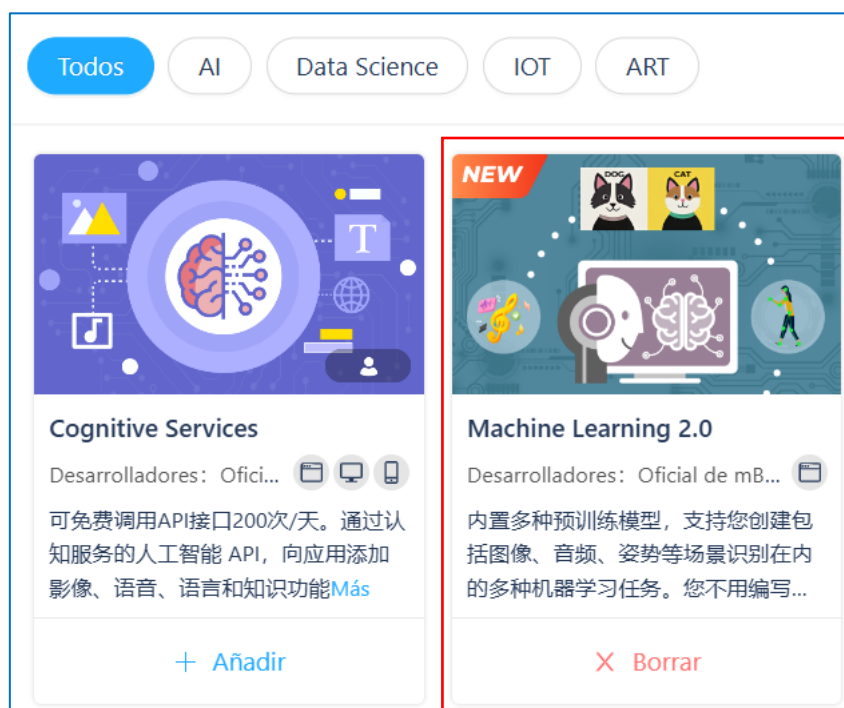 Todos
AI
Data Science
IOT
ART
T
Cognitive Services
Desarrolladores： Ofici...
可免费调用API接口200次/天。通过认
知服务的人工智能 API，向应用添加
影像、语音、语言和知识功能Más
+ Añadir
NEW
DOG
CAT
Machine Learning 2.0
Desarrolladores： Oficial de mB...
内置多种预训练模型，支持您创建包
括图像、音频、姿势等场景识别在内
的多种机器学习任务。您不用编写...
X Borrar